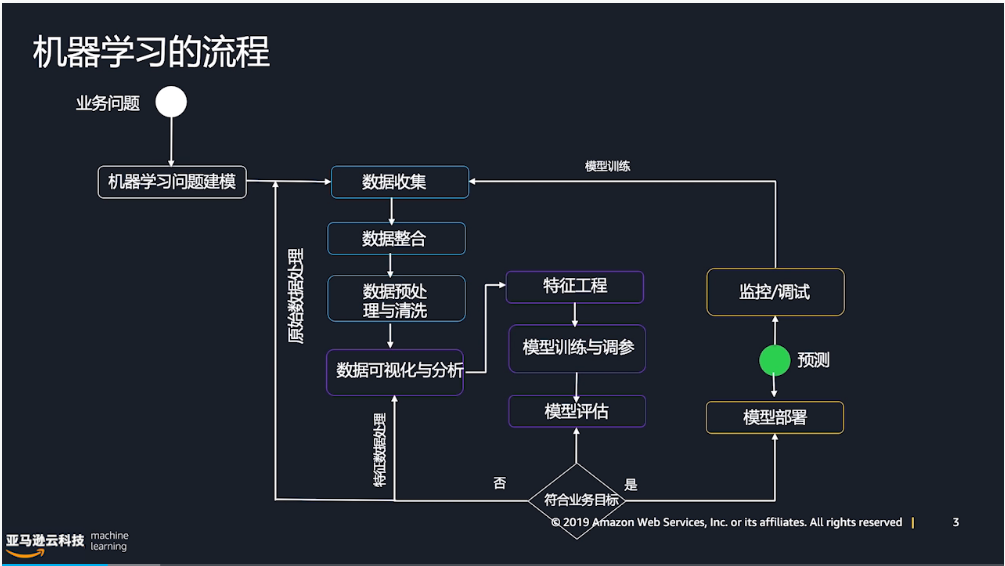 机器学习的流程
业务问题
机器学习问题建模
数据收集
模型训练
数据整合
原始数据处理
数据预处
理与清洗
数据可视化与分析
特征工程
模型训练与调参
模型评估
监控/调试
预测
模型部署
特征数据处理
否
符合业务目标
是
© 2019 Amazon Web Services, Inc. or its affiliates. All rights reserved |
3
亚马逊云科技
machine
learning